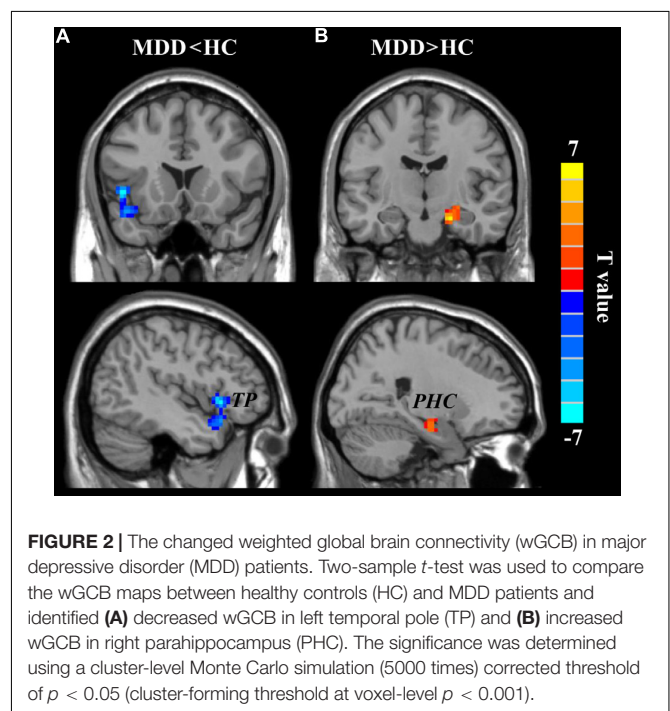 A
MDD<HC
B
MDD>HC
7
T value
-7
TP
PHC
FIGURE 2 | The changed weighted global brain connectivity (wGCB) in major
depressive disorder (MDD) patients. Two-sample t-test was used to compare
the wGCB maps between healthy controls (HC) and MDD patients and
identified (A) decreased wGCB in left temporal pole (TP) and (B) increased
wGCB in right parahippocampus (PHC). The significance was determined
using a cluster-level Monte Carlo simulation (5000 times) corrected threshold
of p < 0.05 (cluster-forming threshold at voxel-level p < 0.001).